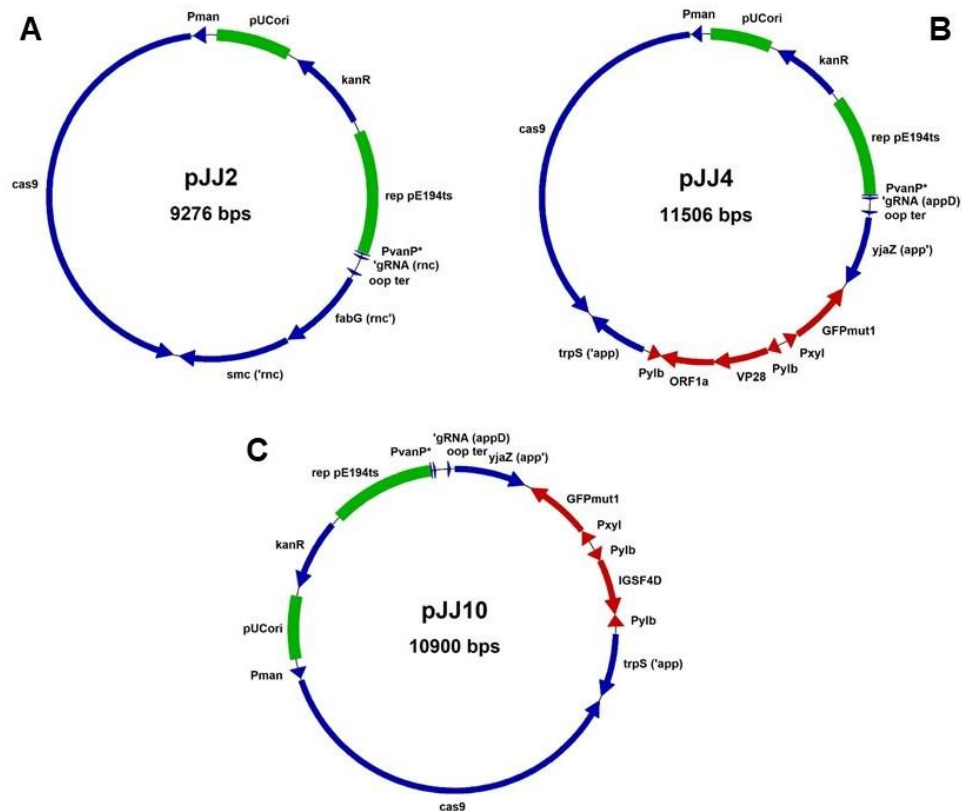 A
Pman
pUCori
kanR
rep pE194ts
PvanP*
'gRNA (rnc)
oop ter
fabG (rnc')
smc ('rnc)
cas9
pJJ2
9276 bps
B
Pman
pUCori
kanR
rep pE194ts
PvanP*
'gRNA (appD)
oop ter
yjaZ (app')
GFPmut1
Pxyl
Pylb
VP28
ORF1a
Pylb
trpS ('app)
cas9
pJJ4
11506 bps
C
PvanP*
'gRNA (appD)
oop ter
yjaZ (app')
GFPmut1
Pxyl
Pylb
IGSF4D
Pylb
trpS ('app)
cas9
Pman
pUCori
kanR
rep pE194ts
pJJ10
10900 bps